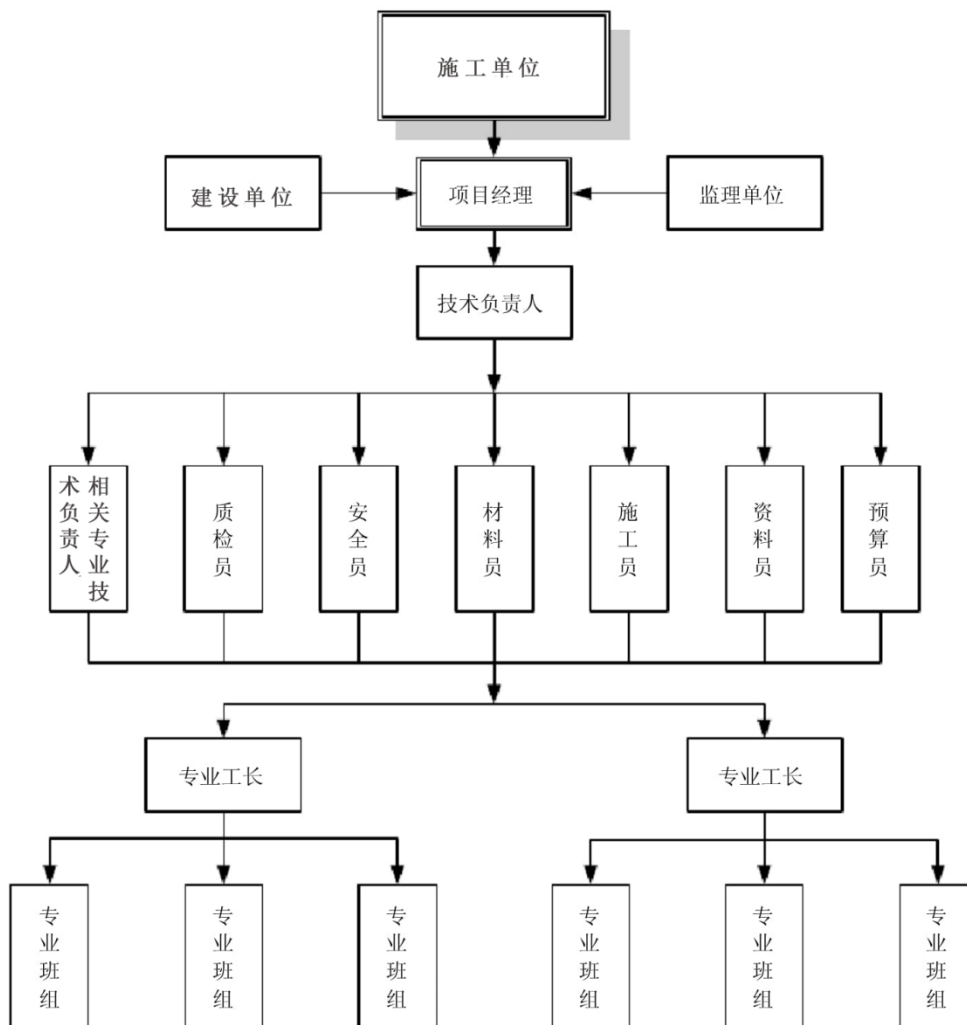 施工单位
建设单位
项目经理
监理单位
技术负责人
相关专业技
术负责人
质检员
安全员
材料员
施工员
资料员
预算员
专业工长
专业工长
专业班组
专业班组
专业班组
专业班组
专业班组
专业班组